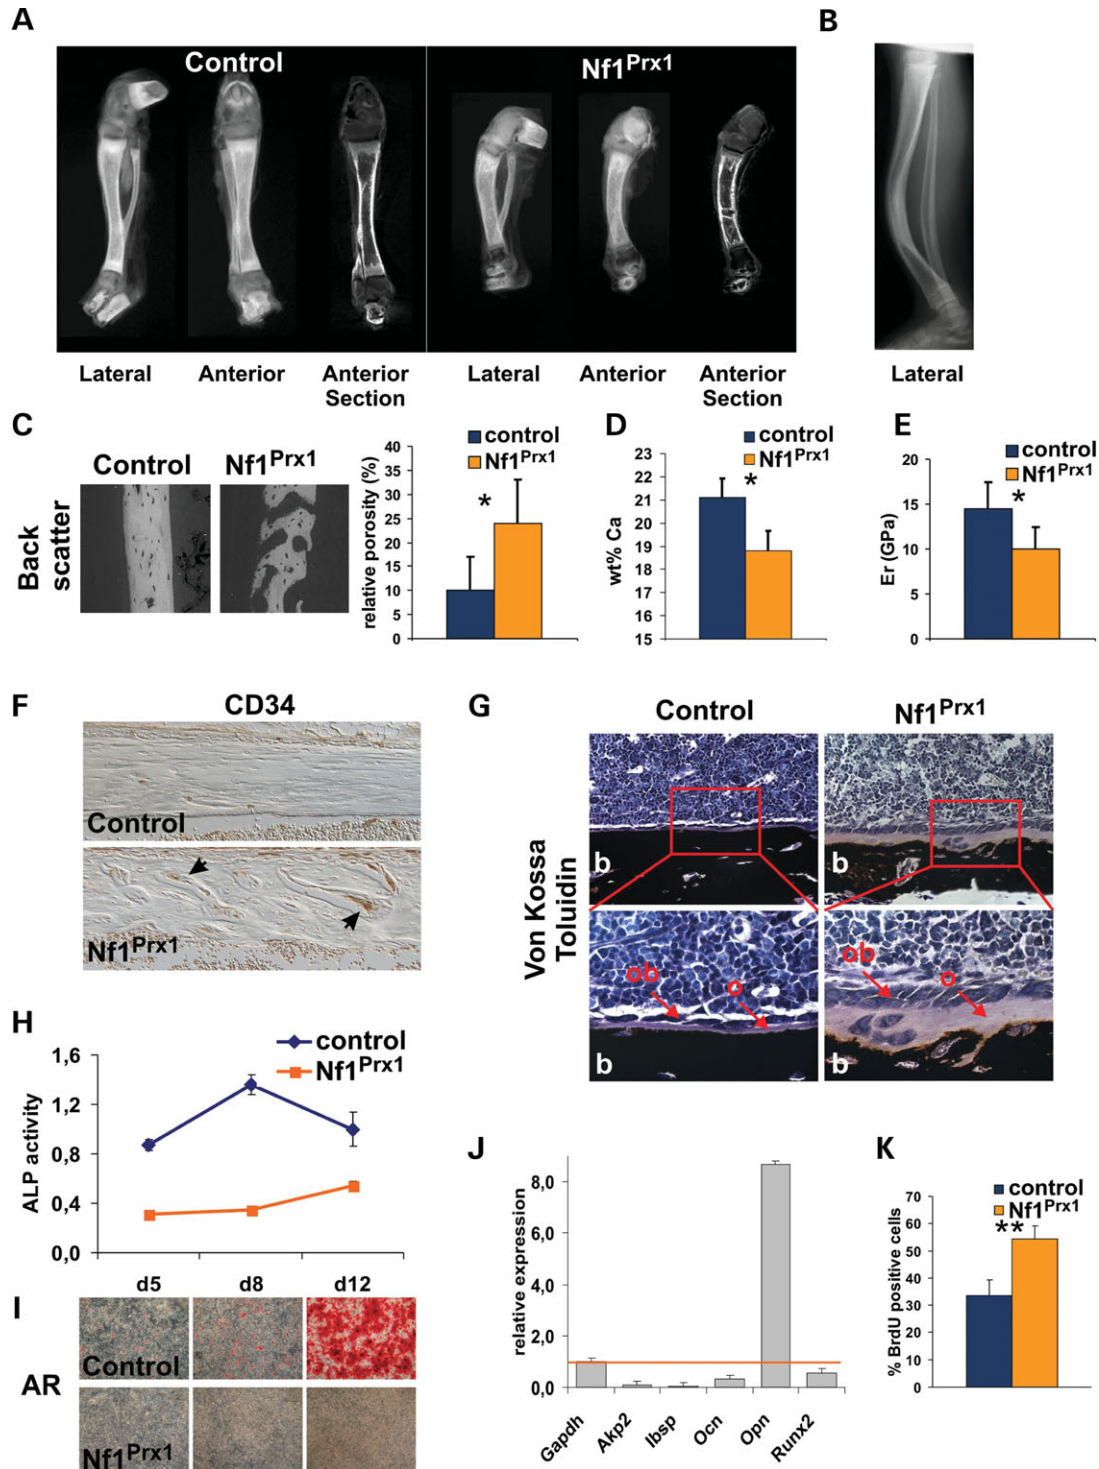 A
B
Control
Nf1Prx1
Lateral
Anterior
Anterior
Section
Lateral
Anterior
Anterior
Section
Lateral
C
Control
Nf1Prx1
Back
scatter
control
Nf1Prx1
relative porosity (%)
40
35
30
25
20
15
10
5
0
*
D
control
Nf1Prx1
wt% Ca
23
22
21
20
19
18
17
16
15
*
E
control
Nf1Prx1
Er (GPa)
20
15
10
5
0
*
F
CD34
Control
Nf1Prx1
G
Control
Nf1Prx1
Von Kossa
Toluidin
b
b
ob
o
b
ob
o
b
H
control
Nf1Prx1
ALP activity
1,6
1,2
0,8
0,4
0,0
d5
d8
d12
I
AR
Control
Nf1Prx1
J
relative expression
8,0
6,0
4,0
2,0
0,0
Gapdh
Akp2
Ibsp
Ocn
Opn
Runx2
K
control
Nf1Prx1
% BrdU positive cells
70
60
50
40
30
20
10
0
**